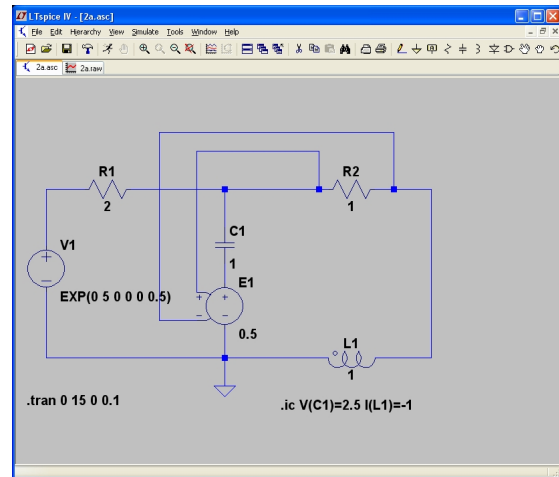 LTspice IV - [2a.asc]
File Edit Hierarchy View Simulate Tools Window Help
2a.asc 2a.raw
R1
2
R2
1
C1
1
V1
EXP(0 5 0 0 0 0.5)
E1
0.5
L1
1
.tran 0 15 0 0.1
.ic V(C1)=2.5 I(L1)=-1